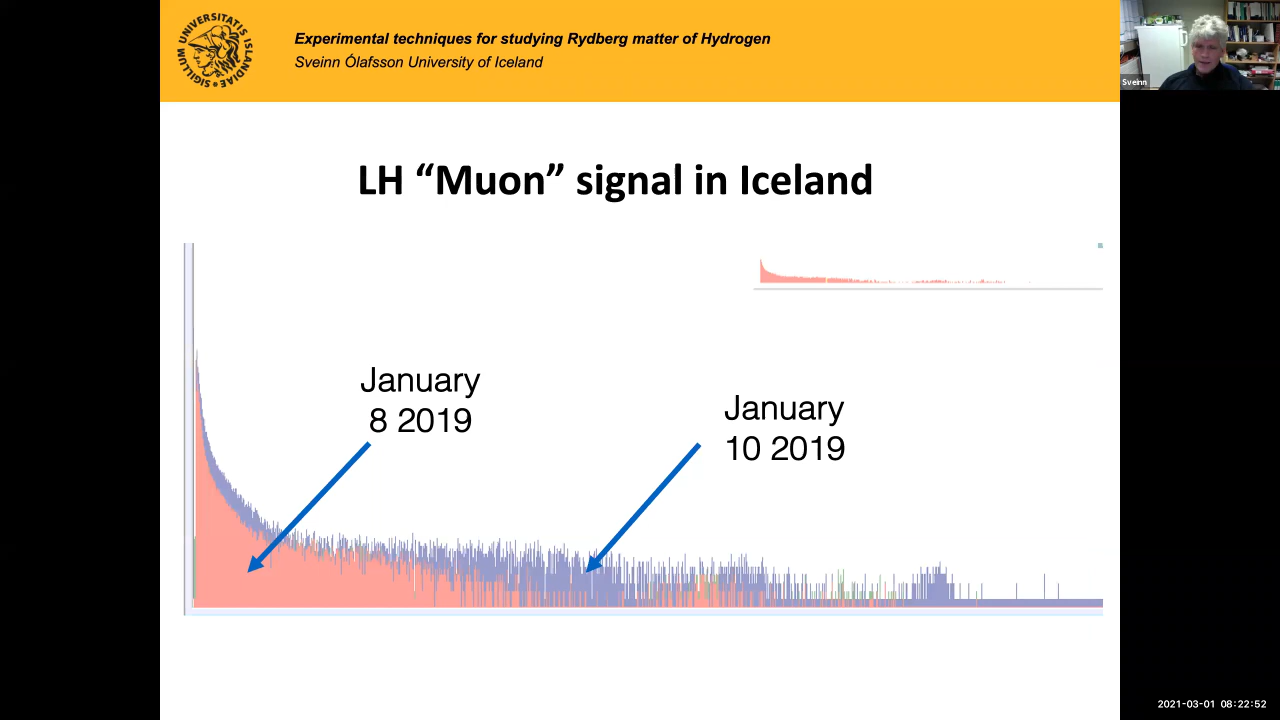 SIGILLUM UNIVERSITATIS ISLANDIAE
Experimental techniques for studying Rydberg matter of Hydrogen
Sveinn Ólafsson University of Iceland
Sveinn
LH “Muon” signal in Iceland
January
8 2019
January
10 2019
2021-03-01 08:22:52